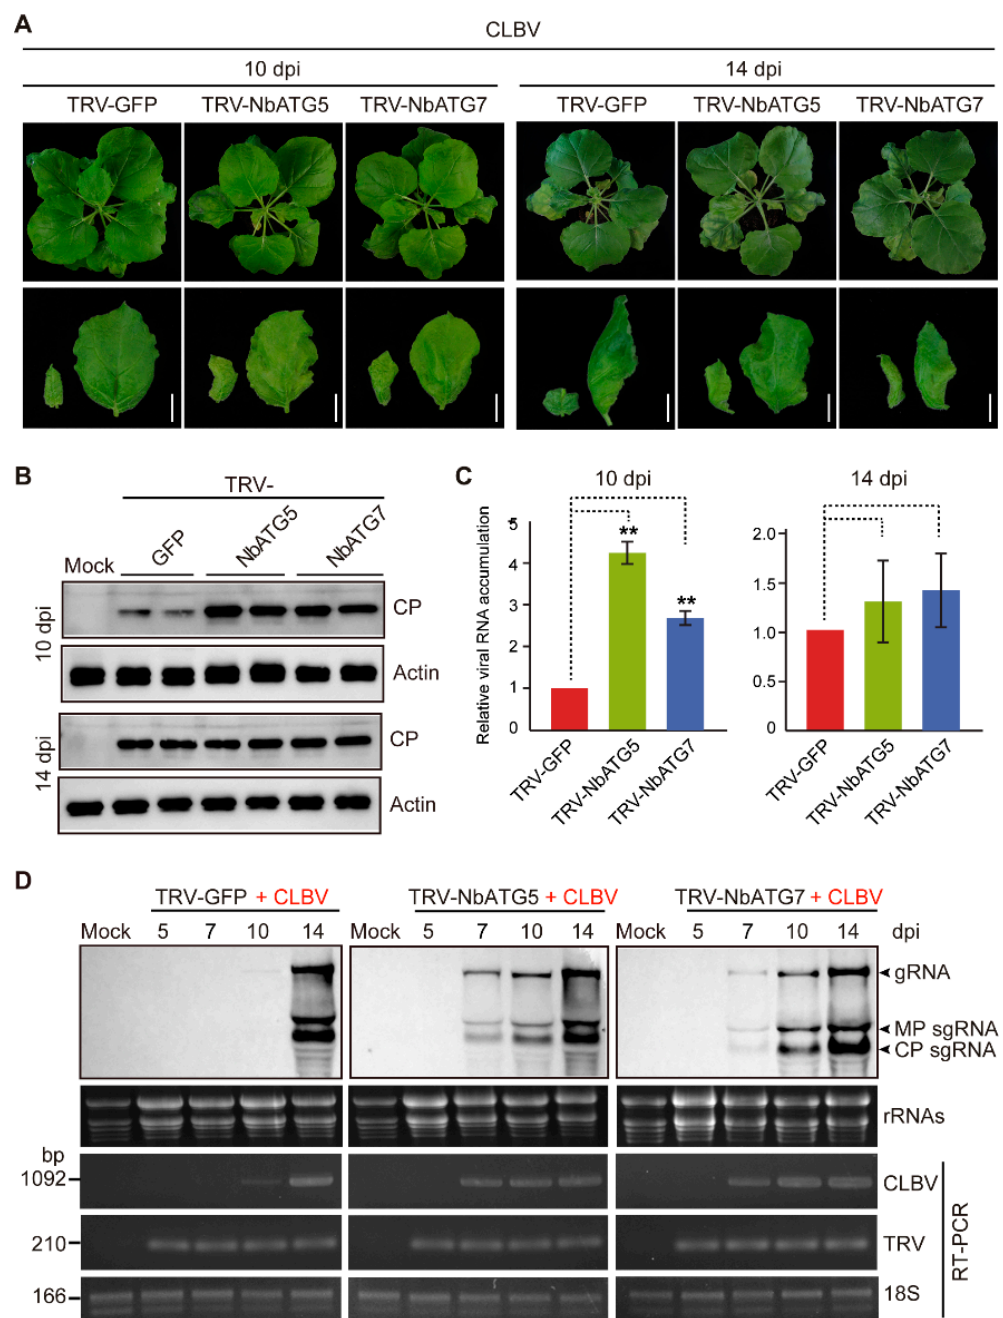 A
CLBV
10 dpi
14 dpi
TRV-GFP TRV-NbATG5 TRV-NbATG7 TRV-GFP TRV-NbATG5 TRV-NbATG7
B
TRV-
Mock GFP NbATG5 NbATG7
10 dpi
CP
Actin
14 dpi
CP
Actin
C
10 dpi
14 dpi
Relative viral RNA accumulation
5
4
3
2
1
0
**
**
TRV-GFP
TRV-NbATG5
TRV-NbATG7
2.0
1.5
1.0
0.5
0
TRV-GFP
TRV-NbATG5
TRV-NbATG7
D
TRV-GFP + CLBV TRV-NbATG5 + CLBV TRV-NbATG7 + CLBV
Mock 5 7 10 14 Mock 5 7 10 14 Mock 5 7 10 14 dpi
gRNA
MP sgRNA
CP sgRNA
rRNAs
bp
1092 CLBV
210 TRV
166 18S
RT-PCR